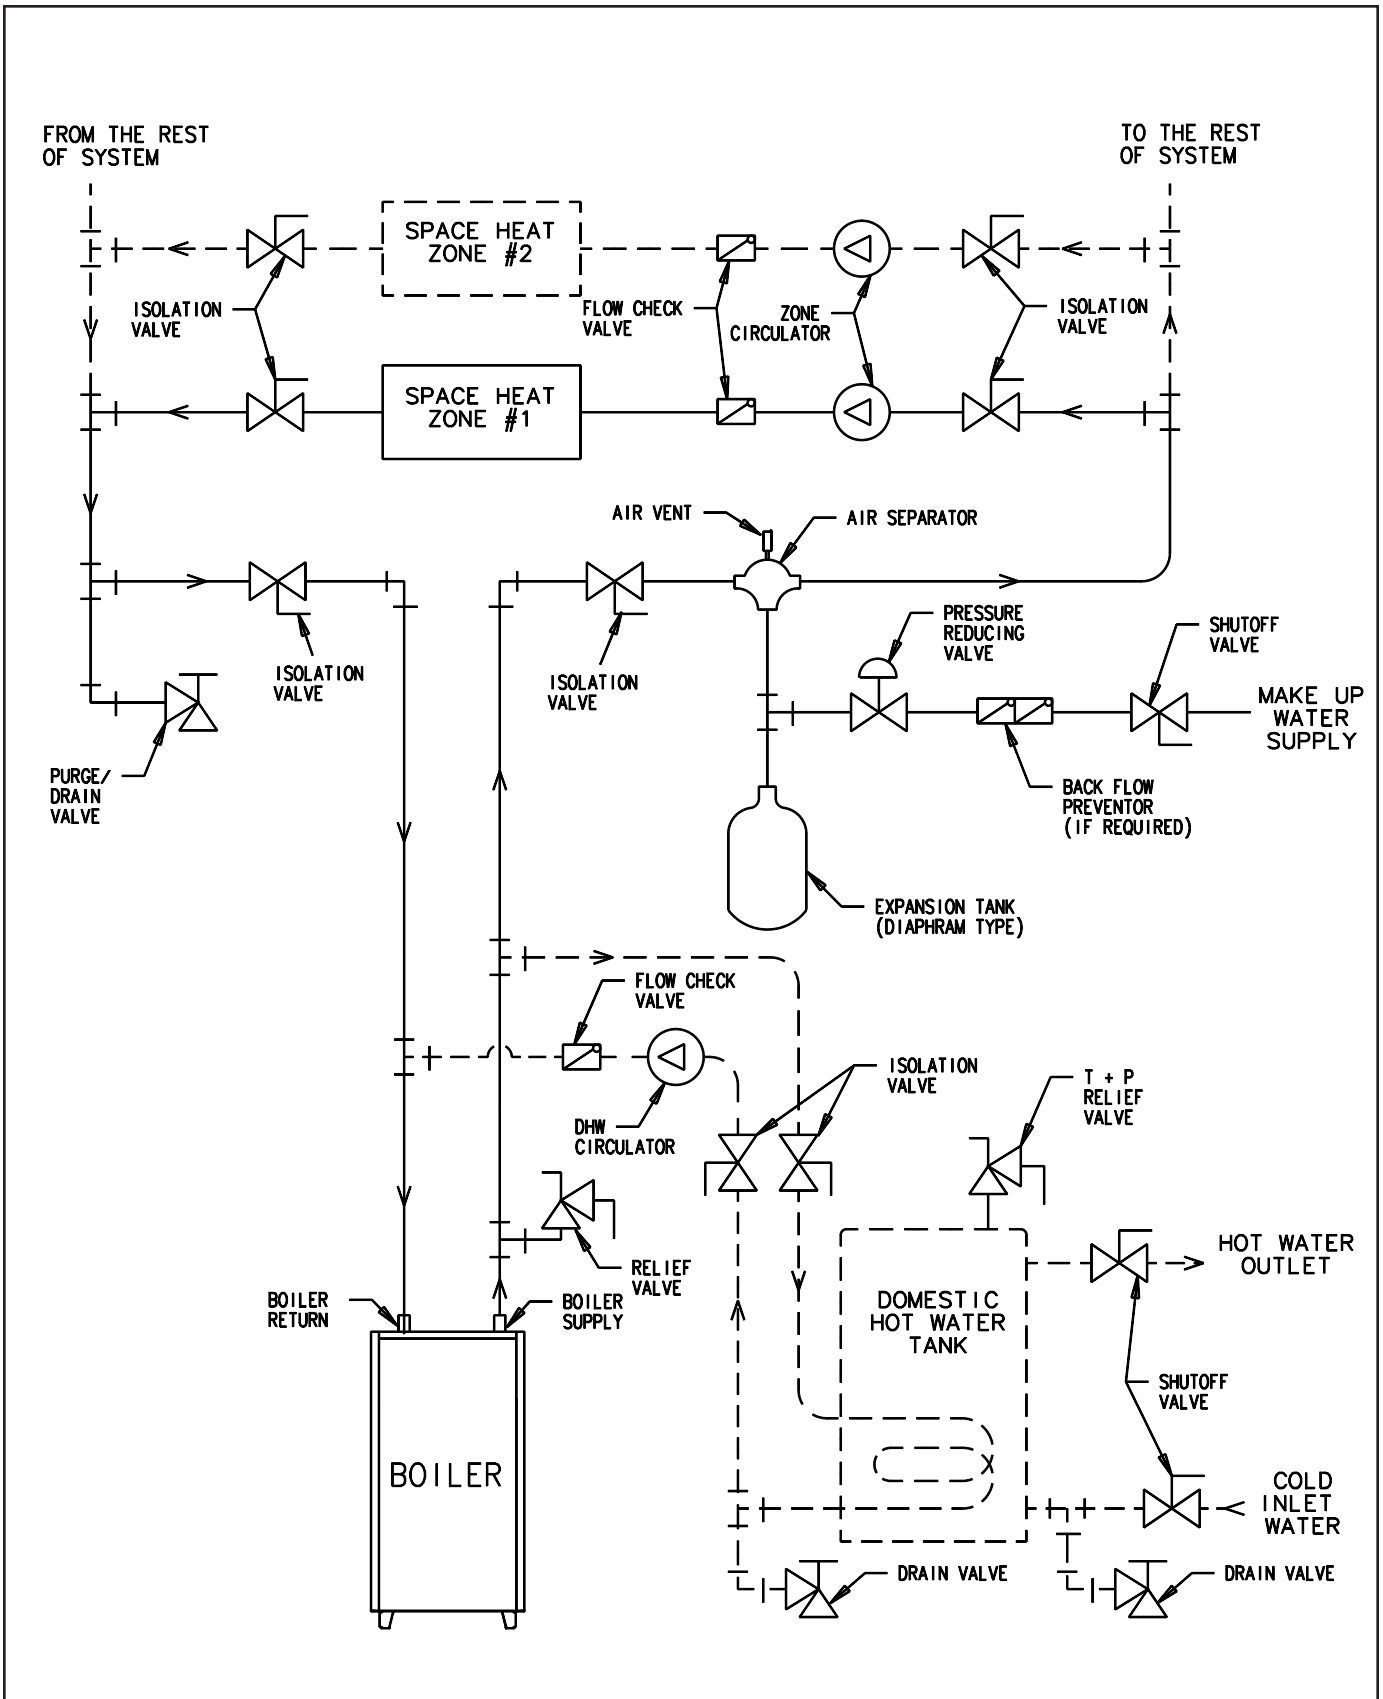 FROM THE REST
OF SYSTEM
TO THE REST
OF SYSTEM
SPACE HEAT
ZONE #2
ISOLATION
VALVE
FLOW CHECK
VALVE
ZONE
CIRCULATOR
ISOLATION
VALVE
SPACE HEAT
ZONE #1
AIR VENT
AIR SEPARATOR
ISOLATION
VALVE
ISOLATION
VALVE
PRESSURE
REDUCING
VALVE
SHUTOFF
VALVE
MAKE UP
WATER
SUPPLY
PURGE/
DRAIN
VALVE
BACK FLOW
PREVENTOR
(IF REQUIRED)
EXPANSION TANK
(DIAPHRAM TYPE)
FLOW CHECK
VALVE
DHW
CIRCULATOR
ISOLATION
VALVE
T + P
RELIEF
VALVE
RELIEF
VALVE
BOILER
RETURN
BOILER
SUPPLY
HOT WATER
OUTLET
DOMESTIC
HOT WATER
TANK
SHUTOFF
VALVE
BOILER
COLD
INLET
WATER
DRAIN VALVE
DRAIN VALVE